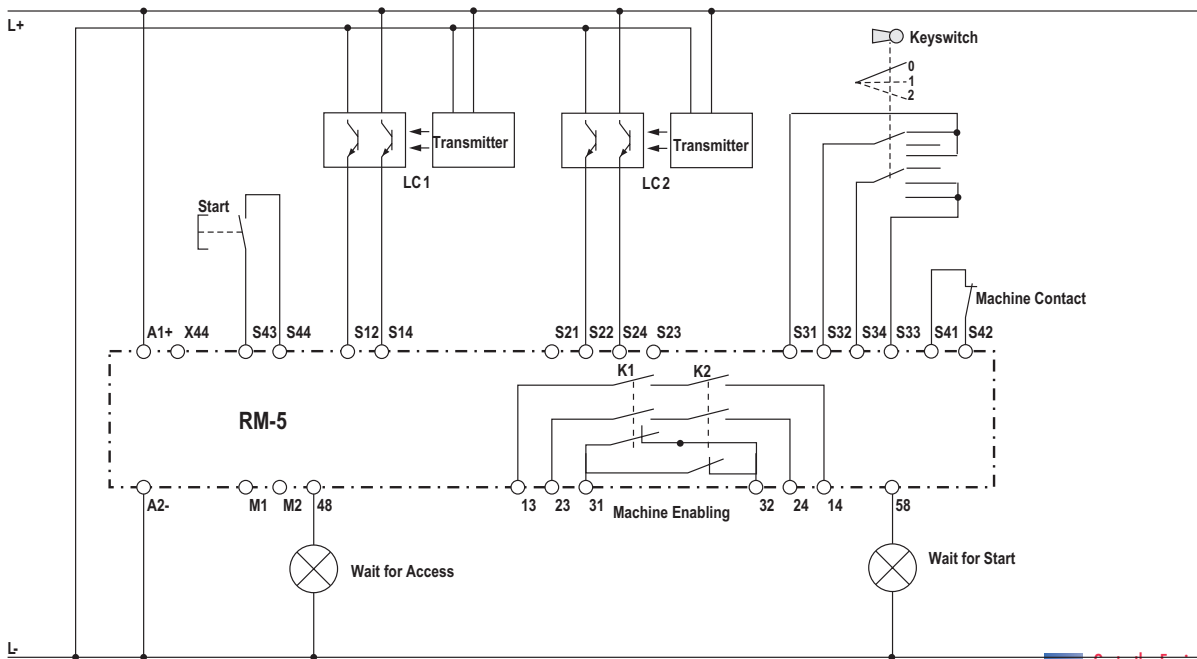 L+
Keyswitch
0
1
2
Transmitter
Transmitter
LC1
LC2
Start
Machine Contact
A1+ X44 S43 S44 S12 S14 S21 S22 S24 S23 S31 S32 S34 S33 S41 S42
K1 K2
RM-5
A2- M1 M2 48 13 23 31 Machine Enabling 32 24 14 58
Wait for Access
Wait for Start
L-